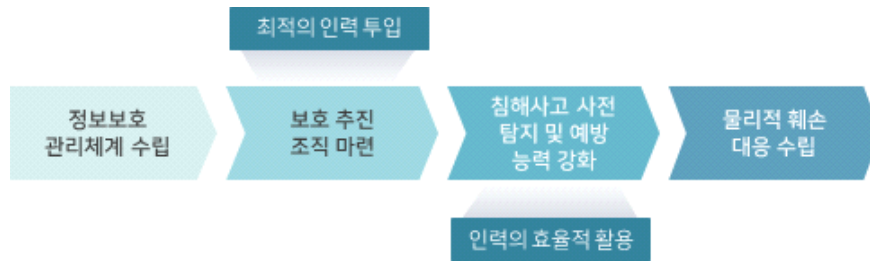 최적의 인력 투입
정보보호
관리체계 수립
보호 추진
조직 마련
침해사고 사전
탐지 및 예방
능력 강화
물리적 훼손
대응 수립
인력의 효율적 활용